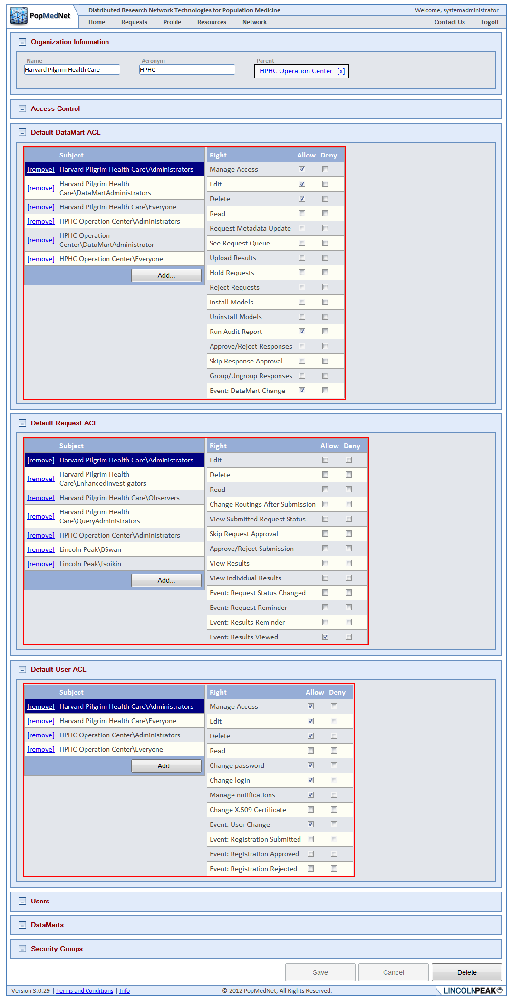 PopMedNet
Distributed Research Network Technologies for Population Medicine
Welcome, systemadministrator
Home Requests Profile Resources Network Contact Us Logoff
Organization Information
Name Acronym Parent
Harvard Pilgrim Health Care HPHC HPHC Operation Center [x]
Access Control
Default DataMart ACL
Subject
[remove] Harvard Pilgrim Health Care\Administrators
[remove] Harvard Pilgrim Health
Care\DataMartAdministrators
[remove] Harvard Pilgrim Health Care\Everyone
[remove] HPHC Operation Center\Administrators
[remove] HPHC Operation
Center\DataMartAdministrator
[remove] HPHC Operation Center\Everyone
Add...
Right Allow Deny
Manage Access
Edit
Delete
Read
Request Metadata Update
See Request Queue
Upload Results
Hold Requests
Reject Requests
Install Models
Uninstall Models
Run Audit Report
Approve/Reject Responses
Skip Response Approval
Group/Ungroup Responses
Event: DataMart Change
Default Request ACL
Subject
[remove] Harvard Pilgrim Health Care\Administrators
[remove] Harvard Pilgrim Health
Care\EnhancedInvestigators
[remove] Harvard Pilgrim Health Care\Observers
[remove] Harvard Pilgrim Health
Care\QueryAdministrators
[remove] HPHC Operation Center\Administrators
[remove] Lincoln Peak\BSwan
[remove] Lincoln Peak\fsoikin
Add...
Right Allow Deny
Edit
Delete
Read
Change Routings After Submission
View Submitted Request Status
Skip Request Approval
Approve/Reject Submission
View Results
View Individual Results
Event: Request Status Changed
Event: Request Reminder
Event: Results Reminder
Event: Results Viewed
Default User ACL
Subject
[remove] Harvard Pilgrim Health Care\Administrators
[remove] Harvard Pilgrim Health Care\Everyone
[remove] HPHC Operation Center\Administrators
[remove] HPHC Operation Center\Everyone
Add...
Right Allow Deny
Manage Access
Edit
Delete
Read
Change password
Change login
Manage notifications
Change X.509 Certificate
Event: User Change
Event: Registration Submitted
Event: Registration Approved
Event: Registration Rejected
Users
DataMarts
Security Groups
Save Cancel Delete
Version 3.0.29 | Terms and Conditions | Info
© 2012 PopMedNet, All Rights Reserved.
LINCOLNPEAK